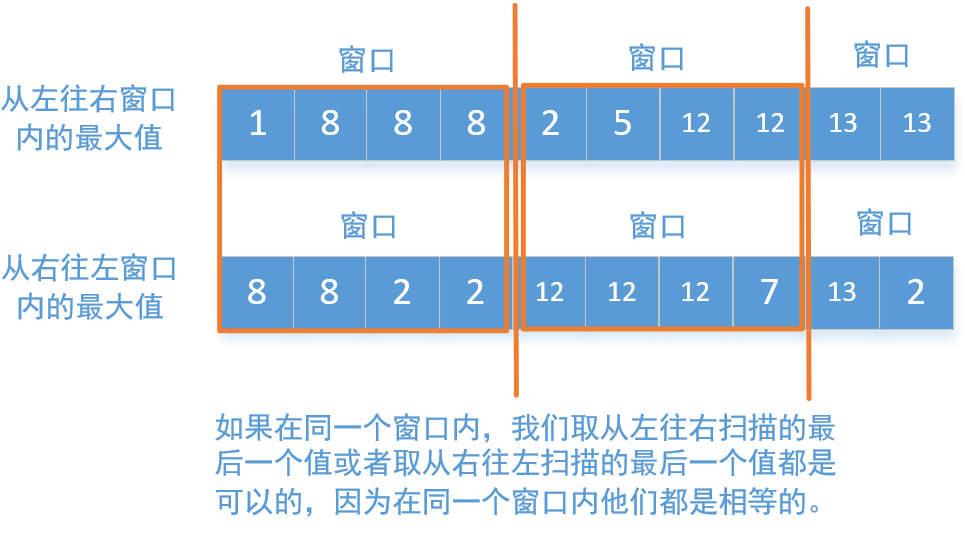 窗口 窗口 窗口
从左往右窗口
内的最大值
1 8 8 8 2 5 12 12 13 13
窗口 窗口 窗口
从右往左窗口
内的最大值
8 8 2 2 12 12 12 7 13 2
如果在同一个窗口内，我们取从左往右扫描的最
后一个值或者取从右往左扫描的最后一个值都是
可以的，因为在同一个窗口内他们都是相等的。